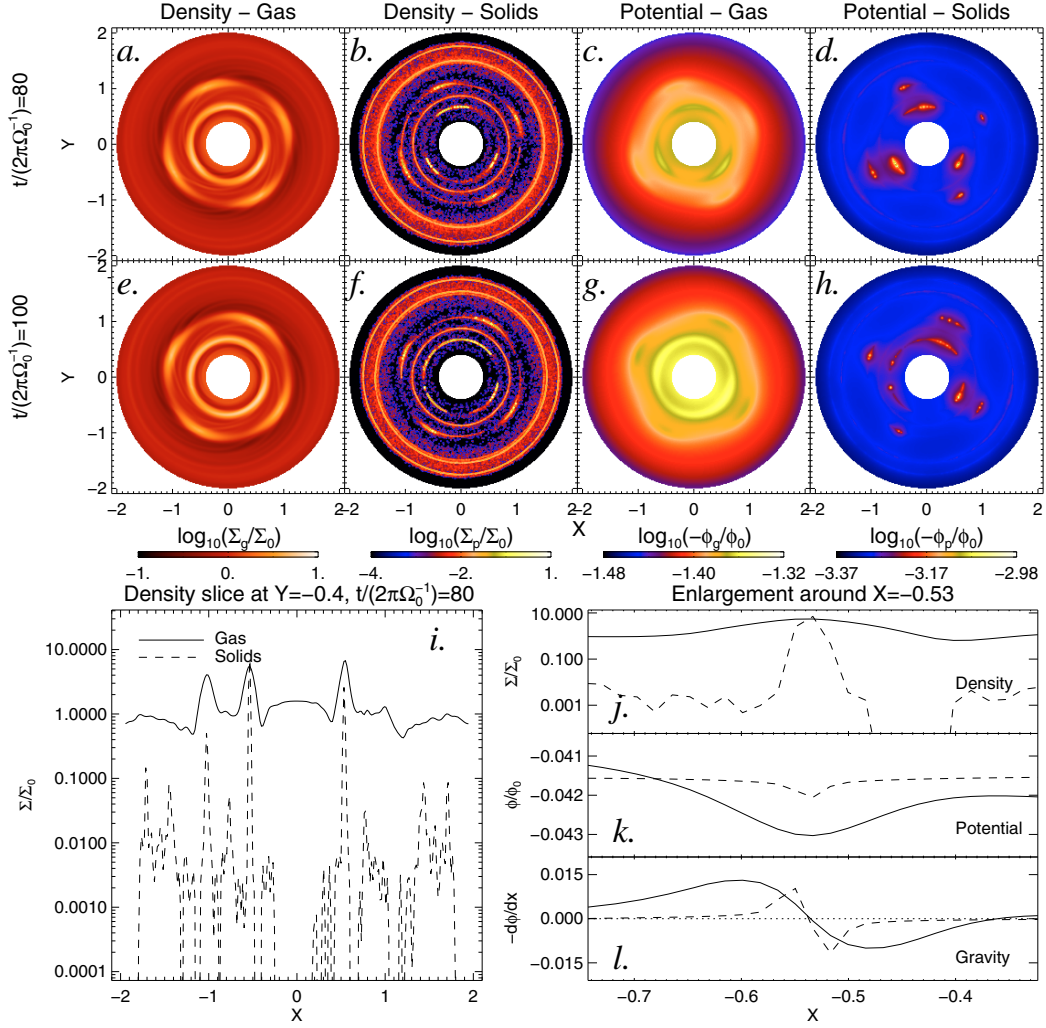 Density – Gas Density – Solids Potential – Gas Potential – Solids
t/(2πΩ₀⁻¹)=80
2
1
0
−1
−2
Y
a. b. c. d.
t/(2πΩ₀⁻¹)=100
2
1
0
−1
−2
Y
e. f. g. h.
−2 −1 0 1 2 −2 −1 0 1 2 −2 −1 0 1 2 −2 −1 0 1 2
X
log₁₀(Σg/Σ₀) log₁₀(Σp/Σ₀) log₁₀(−ϕg/ϕ₀) log₁₀(−ϕp/ϕ₀)
−1. 0. 1. −4. −2. 1. −1.48 −1.40 −1.32 −3.37 −3.17 −2.98
Density slice at Y=−0.4, t/(2πΩ₀⁻¹)=80
Gas
Solids
i.
10.0000
1.0000
0.1000
0.0100
0.0010
0.0001
Σ/Σ₀
−2 −1 0 1 2
X
Enlargement around X=−0.53
Σ/Σ₀
0.100
0.001
j.
Density
−0.041
−0.042
−0.043
ϕ/ϕ₀
k.
Potential
0.015
0.000
−0.015
−dϕ/dx
l.
Gravity
−0.7 −0.6 −0.5 −0.4
X